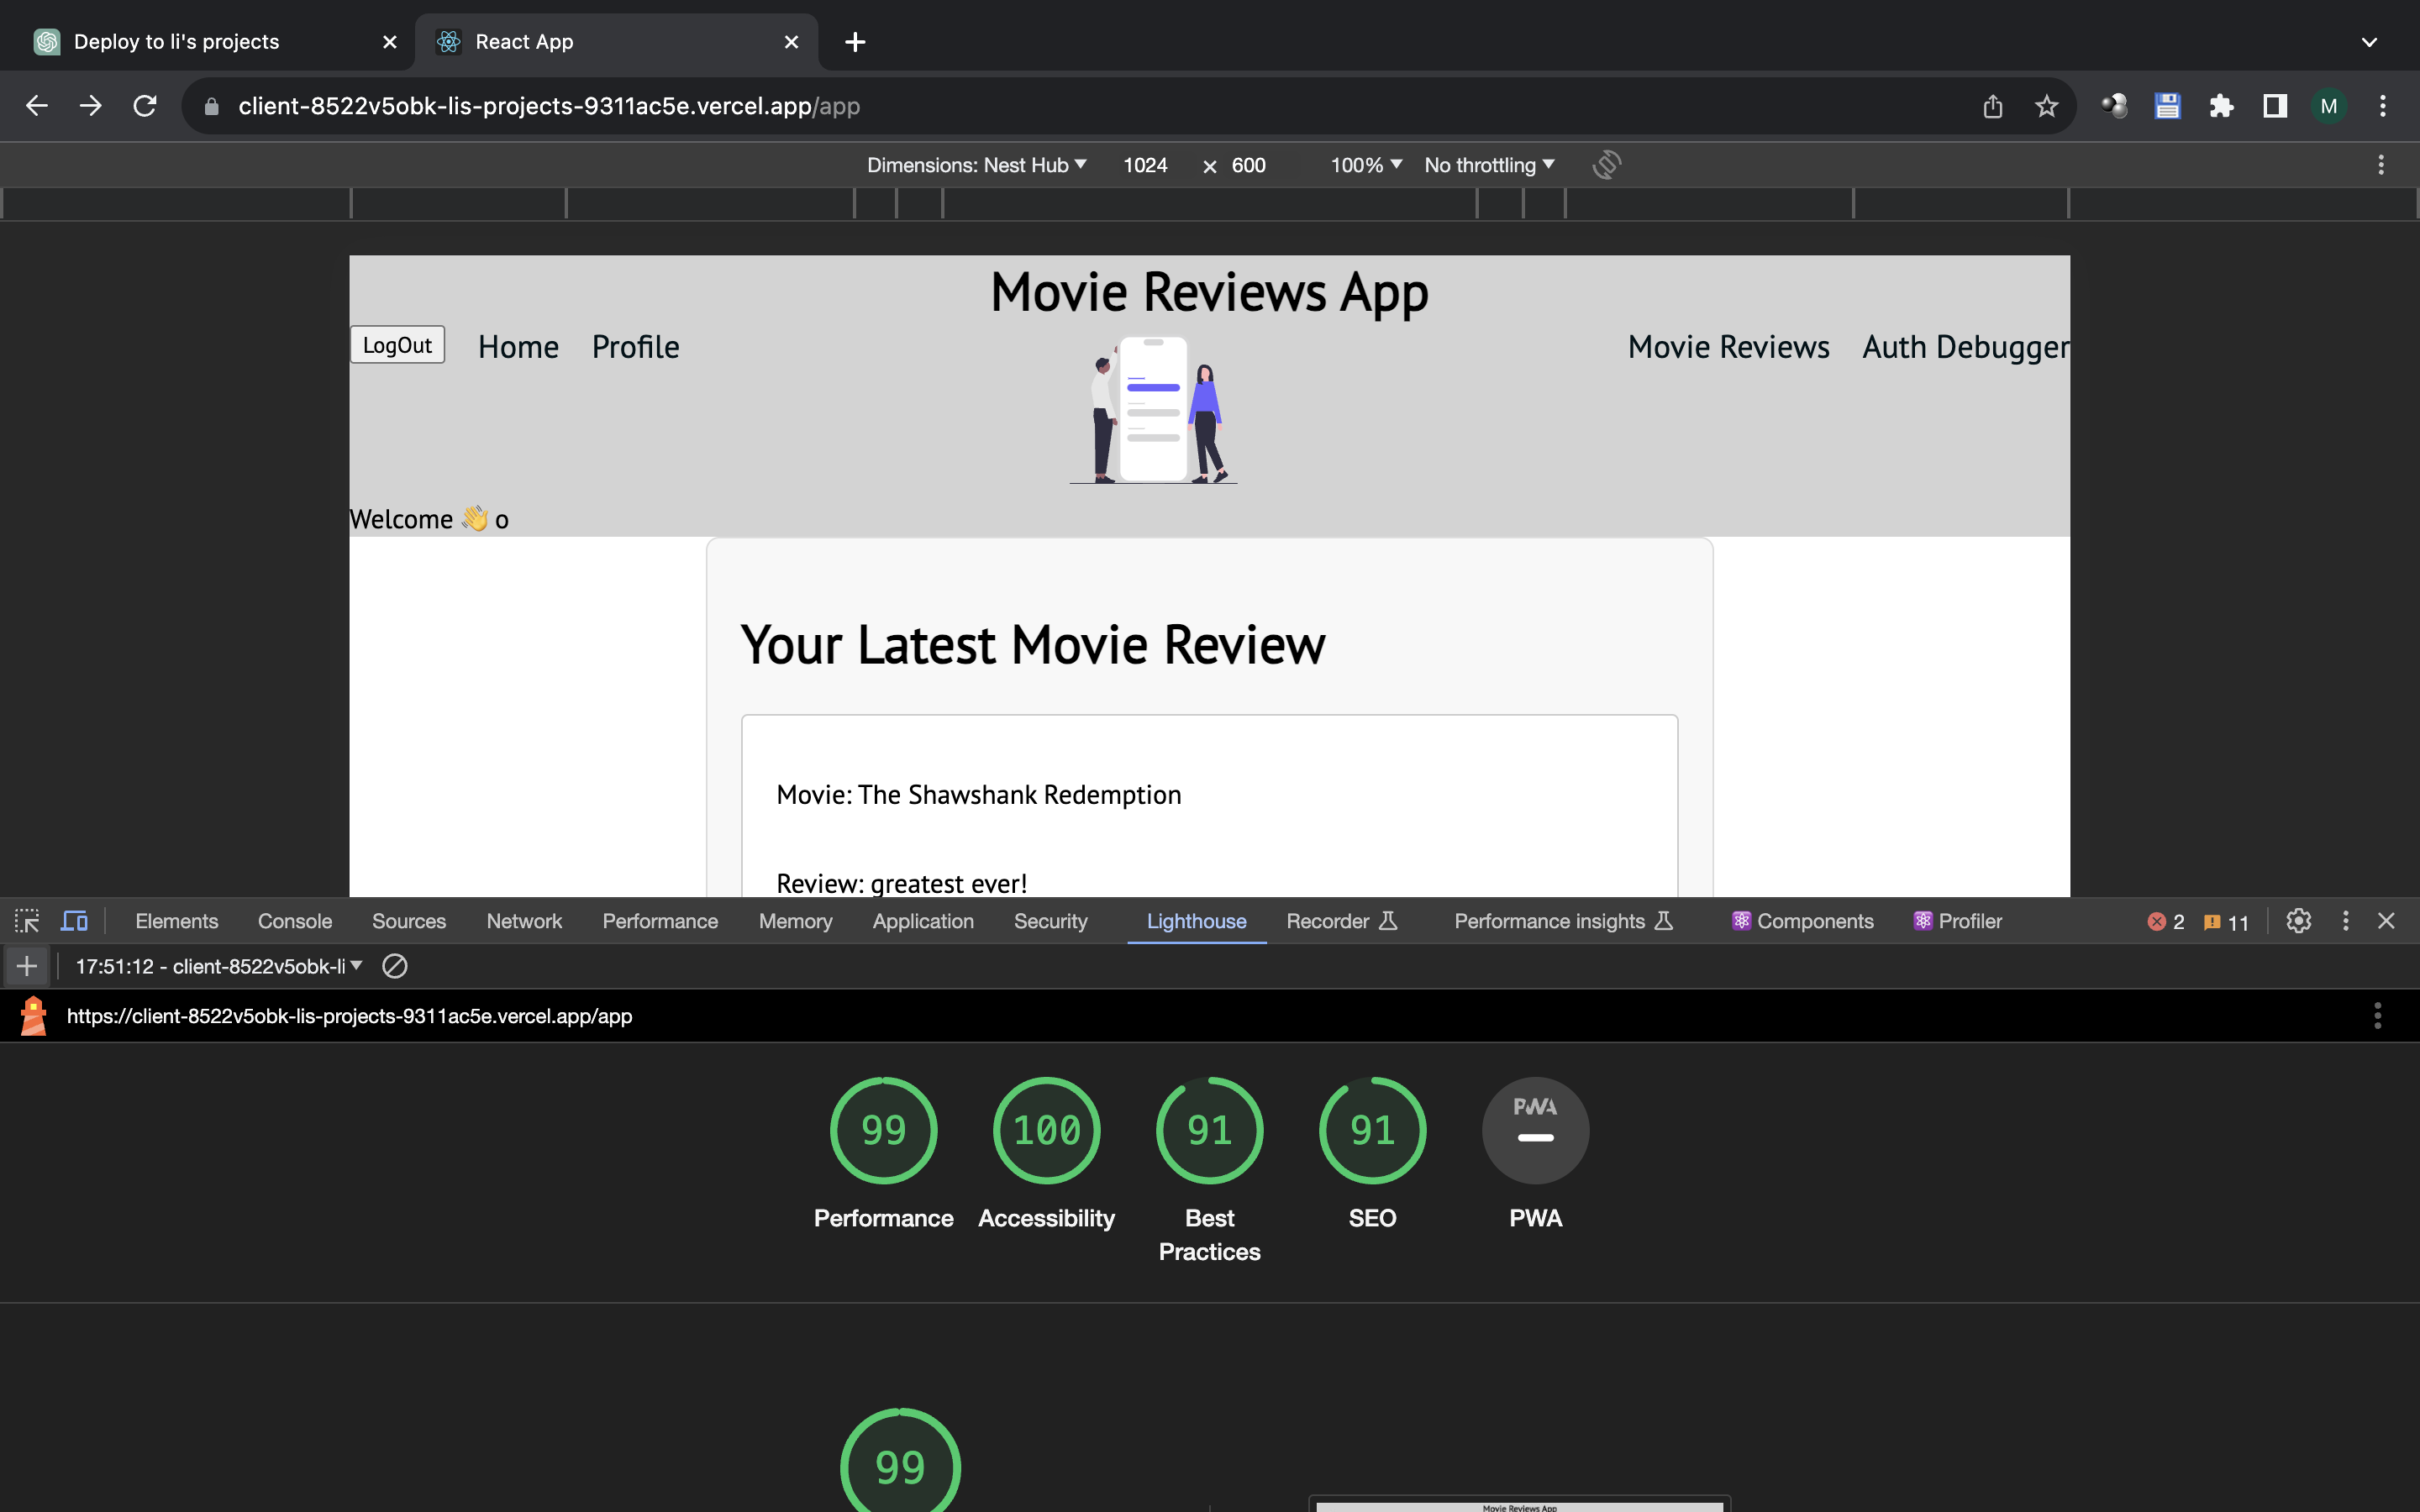 Deploy to li's projects
React App
client-8522v5obk-lis-projects-9311ac5e.vercel.app/app
M
Dimensions: Nest Hub 1024 × 600 100% No throttling
Movie Reviews App
LogOut Home Profile Movie Reviews Auth Debugger
Welcome 👋 o
Your Latest Movie Review
Movie: The Shawshank Redemption
Review: greatest ever!
Elements Console Sources Network Performance Memory Application Security Lighthouse Recorder Performance insights Components Profiler 2 11
17:51:12 - client-8522v5obk-li
https://client-8522v5obk-lis-projects-9311ac5e.vercel.app/app
99 100 91 91 PWA
Performance Accessibility Best Practices SEO PWA
99
Movie Reviews App